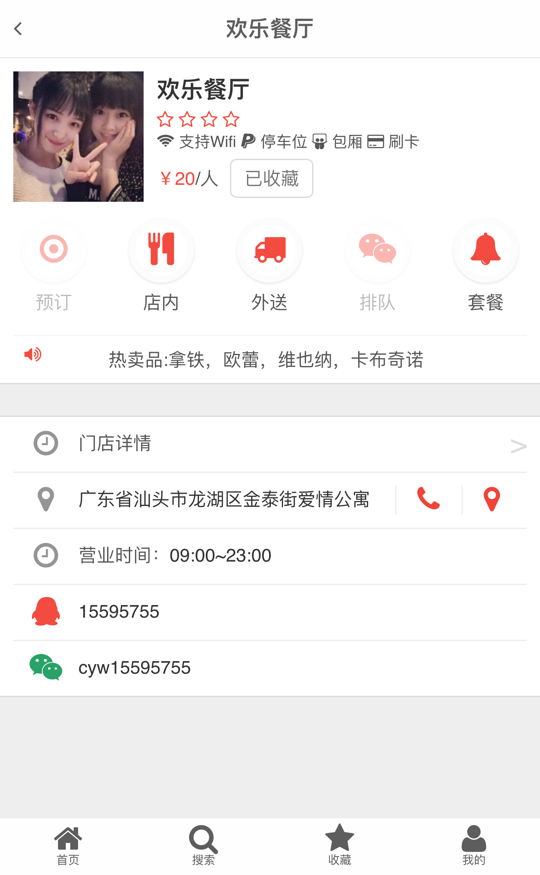 欢乐餐厅
欢乐餐厅
支持Wifi 停车位 包厢 刷卡
¥20/人 已收藏
预订 店内 外送 排队 套餐
热卖品:拿铁，欧蕾，维也纳，卡布奇诺
门店详情
广东省汕头市龙湖区金泰街爱情公寓
营业时间：09:00~23:00
15595755
cyw15595755
首页 搜索 收藏 我的